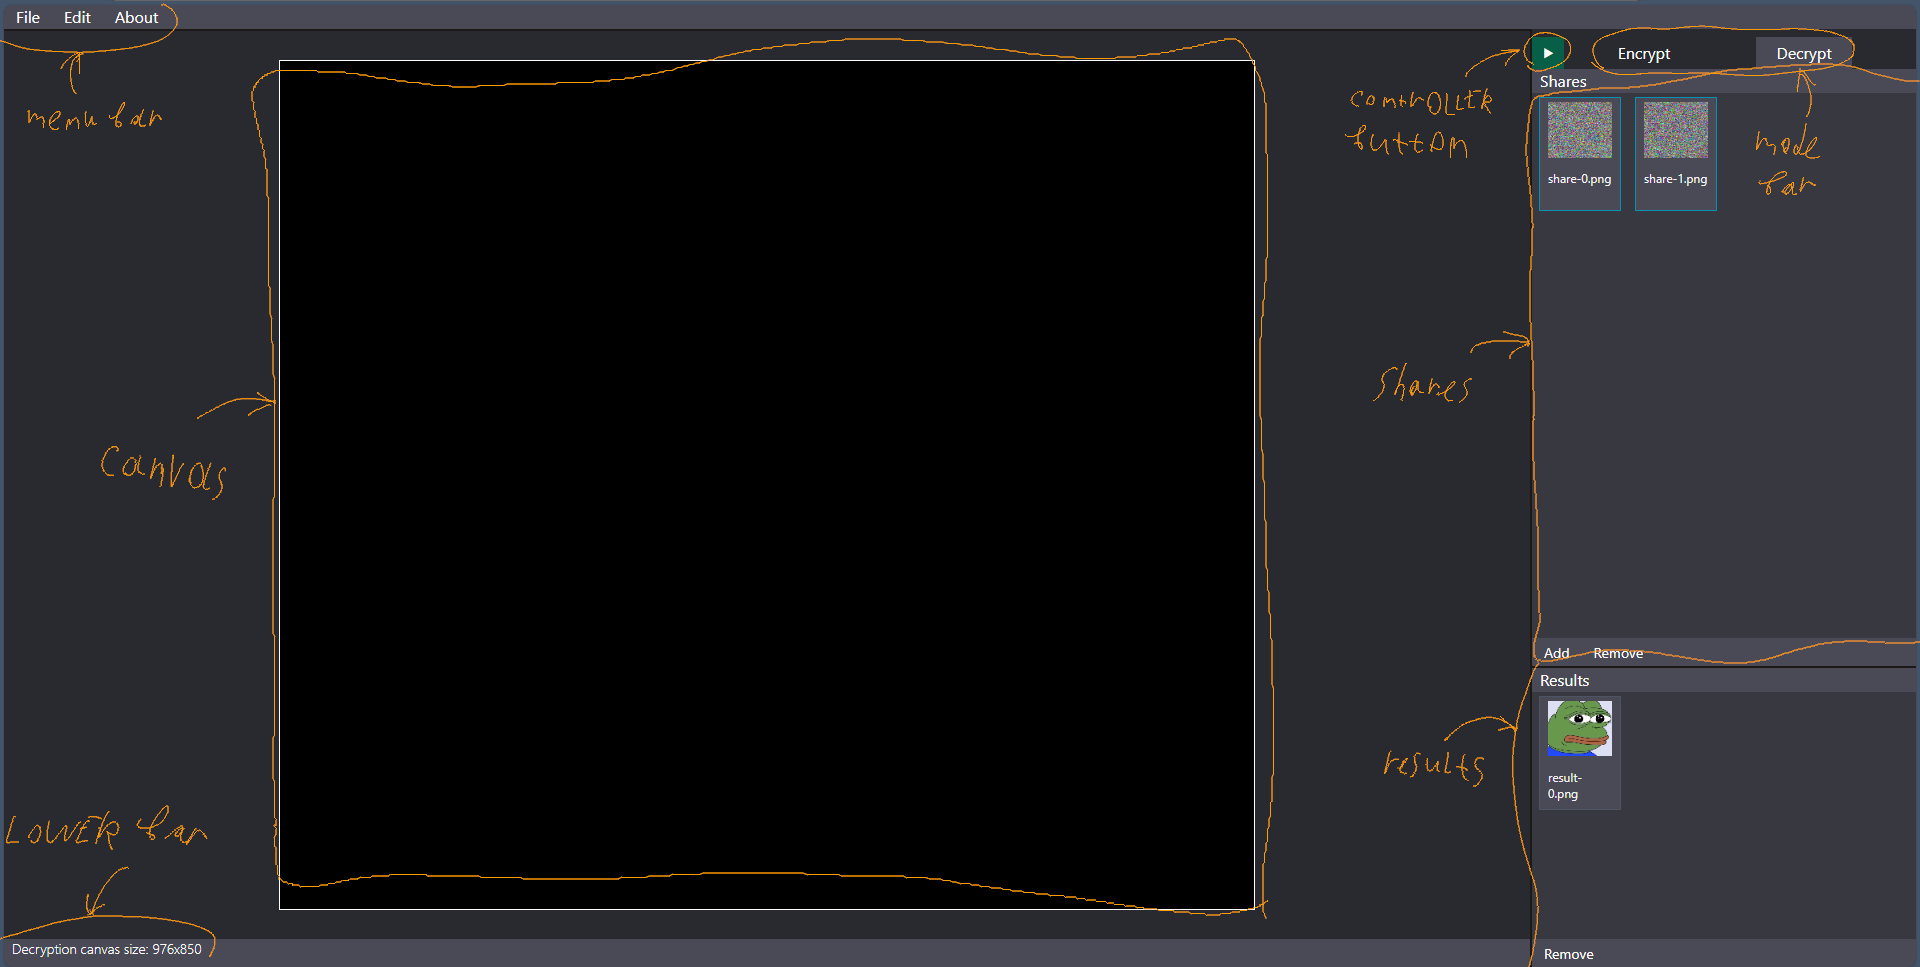 File Edit About
Encrypt Decrypt
Shares
menu bar
controLLER
button
mode
bar
share-0.png share-1.png
Shares
Canvas
Add Remove
Results
results
result-
0.png
LOWER bar
Decryption canvas size: 976x850
Remove